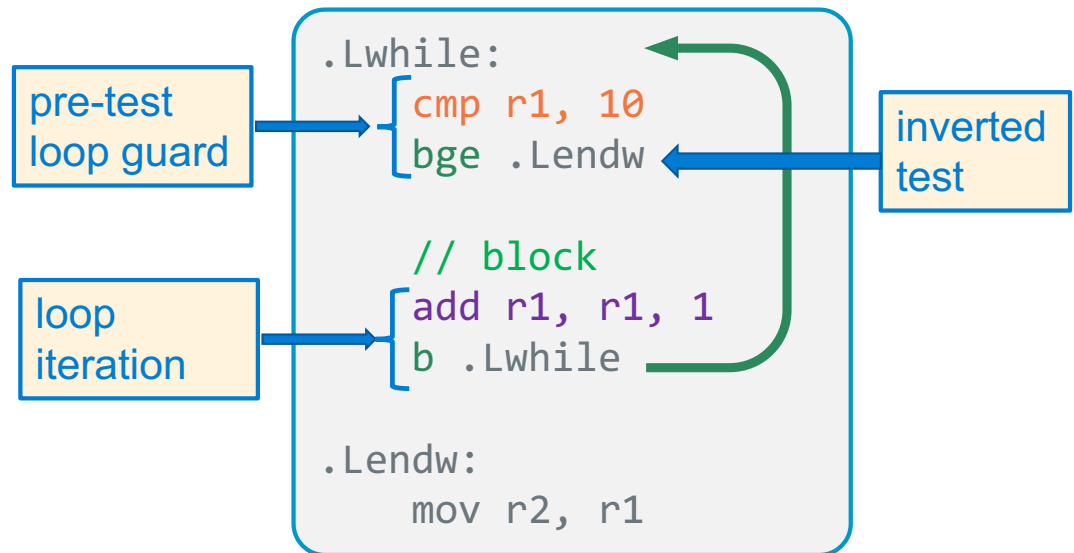 .Lwhile:
cmp r1, 10
bge .Lendw
// block
add r1, r1, 1
b .Lwhile
.Lendw:
mov r2, r1
pre-test
loop guard
loop
iteration
inverted
test